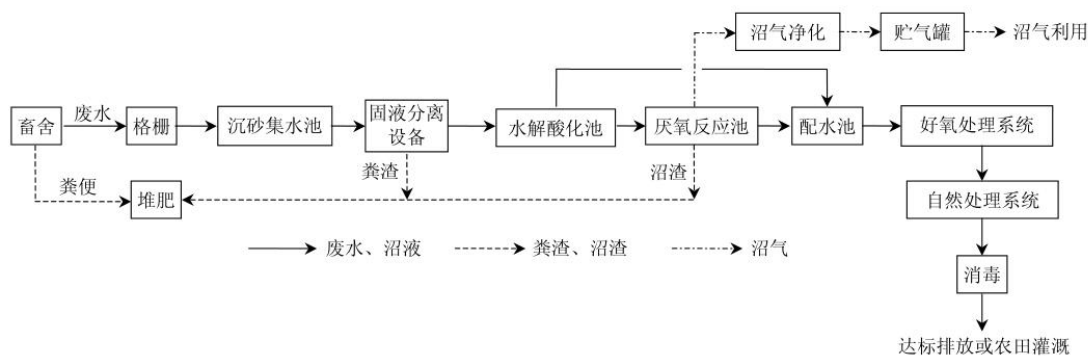 沼气净化
贮气罐
沼气利用
畜舍
废水
格栅
沉砂集水池
固液分离
设备
水解酸化池
厌氧反应池
配水池
好氧处理系统
粪便
堆肥
粪渣
沼渣
自然处理系统
废水、沼液
粪渣、沼渣
沼气
消毒
达标排放或农田灌溉